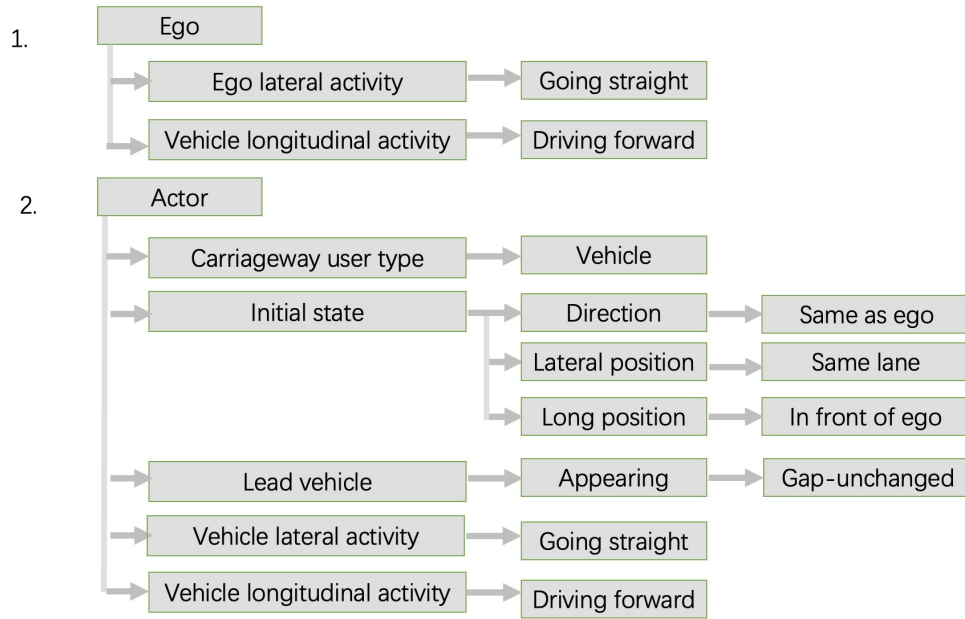 1.
Ego
Ego lateral activity
Going straight
Vehicle longitudinal activity
Driving forward
2.
Actor
Carriageway user type
Vehicle
Initial state
Direction
Same as ego
Lateral position
Same lane
Long position
In front of ego
Lead vehicle
Appearing
Gap-unchanged
Vehicle lateral activity
Going straight
Vehicle longitudinal activity
Driving forward